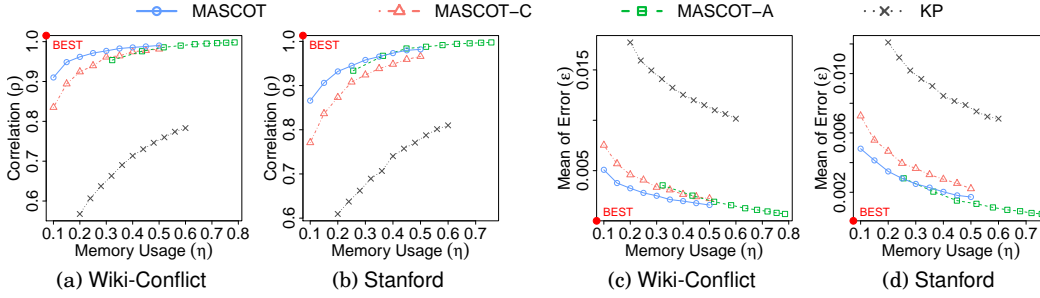 MASCOT MASCOT-C MASCOT-A KP
BEST
Correlation (ρ)
0.6 0.7 0.8 0.9 1.0
0.1 0.2 0.3 0.4 0.5 0.6 0.7 0.8
Memory Usage (η)
(a) Wiki-Conflict
BEST
Correlation (ρ)
0.6 0.7 0.8 0.9 1.0
0.1 0.2 0.3 0.4 0.5 0.6 0.7
Memory Usage (η)
(b) Stanford
BEST
Mean of Error (ε)
0.005 0.015
0.1 0.2 0.3 0.4 0.5 0.6 0.7 0.8
Memory Usage (η)
(c) Wiki-Conflict
BEST
Mean of Error (ε)
0.002 0.006 0.010
0.1 0.2 0.3 0.4 0.5 0.6 0.7
Memory Usage (η)
(d) Stanford